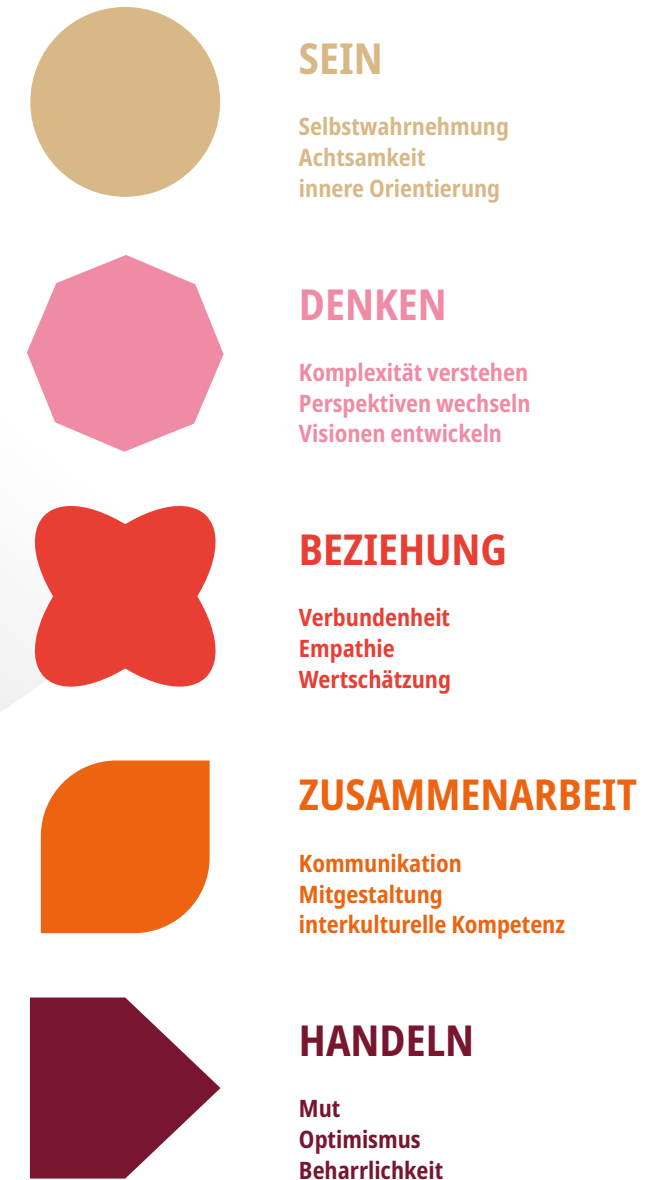 SEIN
Selbstwahrnehmung
Achtsamkeit
innere Orientierung
DENKEN
Komplexität verstehen
Perspektiven wechseln
Visionen entwickeln
BEZIEHUNG
Verbundenheit
Empathie
Wertschätzung
ZUSAMMENARBEIT
Kommunikation
Mitgestaltung
interkulturelle Kompetenz
HANDELN
Mut
Optimismus
Beharrlichkeit